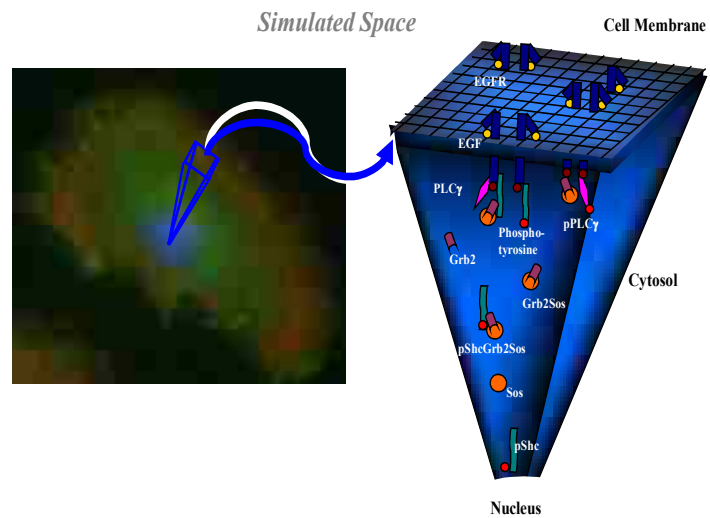 Simulated Space
Cell Membrane
EGFR
EGF
PLCγ
Phospho-
tyrosine
pPLCγ
Grb2
Cytosol
Grb2Sos
pShcGrb2Sos
Sos
pShc
Nucleus